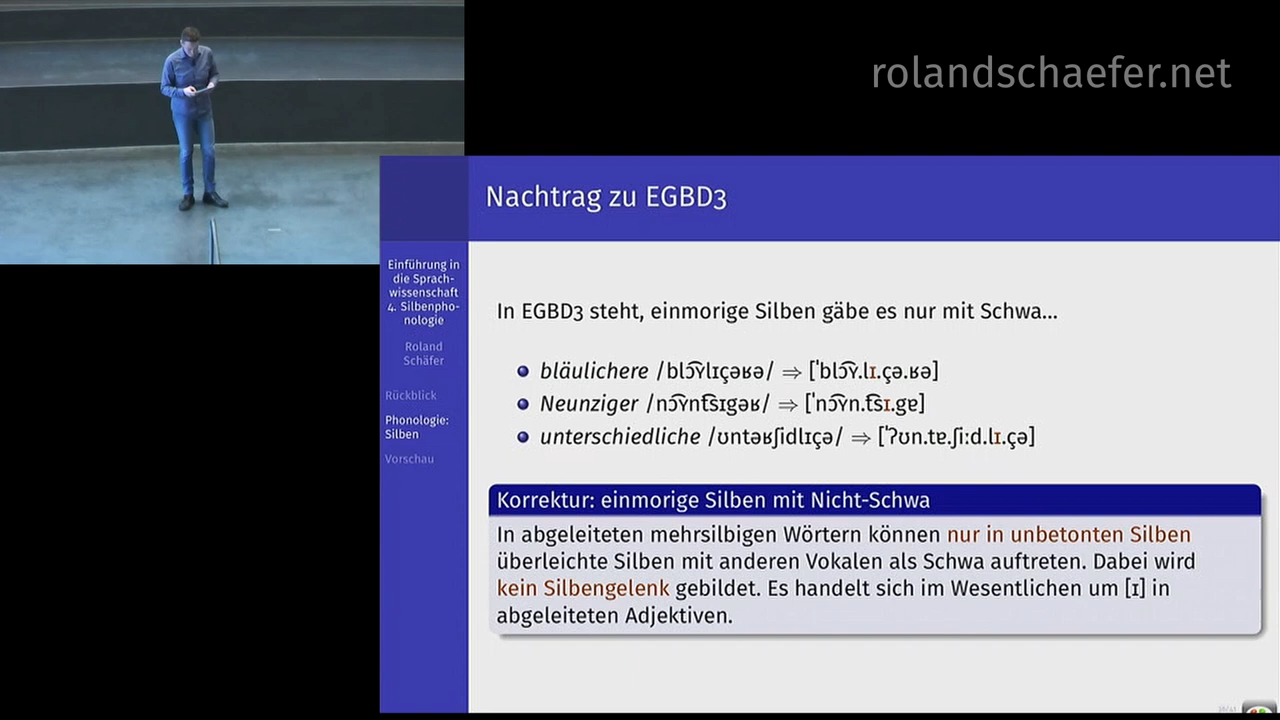 rolandschaefer.net
Nachtrag zu EGBD3
Einführung in
die Sprach-
wissenschaft
4. Silbenpho-
nologie
Roland
Schäfer
Rückblick
Phonologie:
Silben
Vorschau
In EGBD3 steht, einmorige Silben gäbe es nur mit Schwa...
bläulichere /blɔ͡ʏlɪçəʁə/ ⇒ [ˈblɔ͡ʏ.lɪ.çə.ʁə]
Neunziger /nɔ͡ʏnt͡sɪgəʁ/ ⇒ [ˈnɔ͡ʏn.t͡sɪ.gɐ]
unterschiedliche /ʊntəʁʃidlɪçə/ ⇒ [ˈʔʊn.tɐ.ʃiːd.lɪ.çə]
Korrektur: einmorige Silben mit Nicht-Schwa
In abgeleiteten mehrsilbigen Wörtern können nur in unbetonten Silben
überleichte Silben mit anderen Vokalen als Schwa auftreten. Dabei wird
kein Silbengelenk gebildet. Es handelt sich im Wesentlichen um [ɪ] in
abgeleiteten Adjektiven.